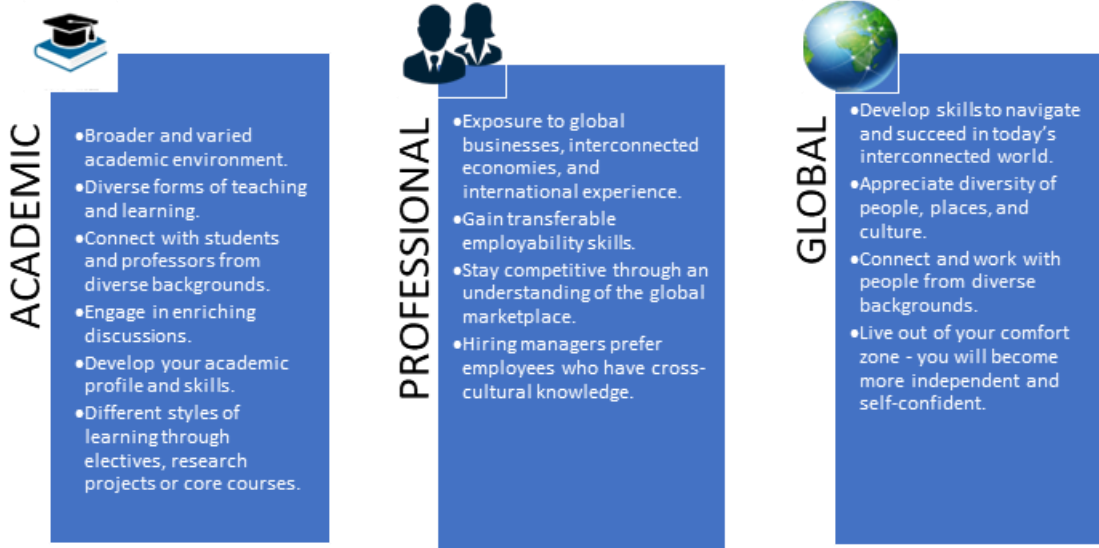 ACADEMIC
•Broader and varied
academic environment.
•Diverse forms of teaching
and learning.
•Connect with students
and professors from
diverse backgrounds.
•Engage in enriching
discussions.
•Develop your academic
profile and skills.
•Different styles of
learning through
electives, research
projects or core courses.
PROFESSIONAL
•Exposure to global
businesses, interconnected
economies, and
international experience.
•Gain transferable
employability skills.
•Stay competitive through an
understanding of the global
marketplace.
•Hiring managers prefer
employees who have cross-
cultural knowledge.
GLOBAL
•Develop skills to navigate
and succeed in today's
interconnected world.
•Appreciate diversity of
people, places, and
culture.
•Connect and work with
people from diverse
backgrounds.
•Live out of your comfort
zone - you will become
more independent and
self-confident.